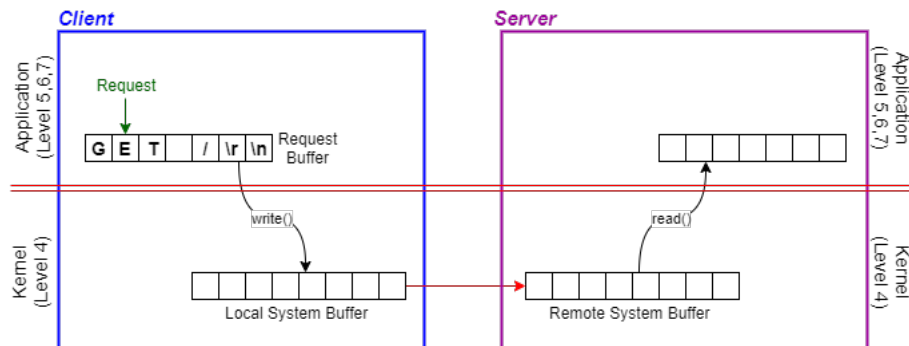 Client
Server
Application
(Level 5,6,7)
Request
G E T / \r \n
Request
Buffer
Application
(Level 5,6,7)
write()
read()
Kernel
(Level 4)
Local System Buffer
Remote System Buffer
Kernel
(Level 4)